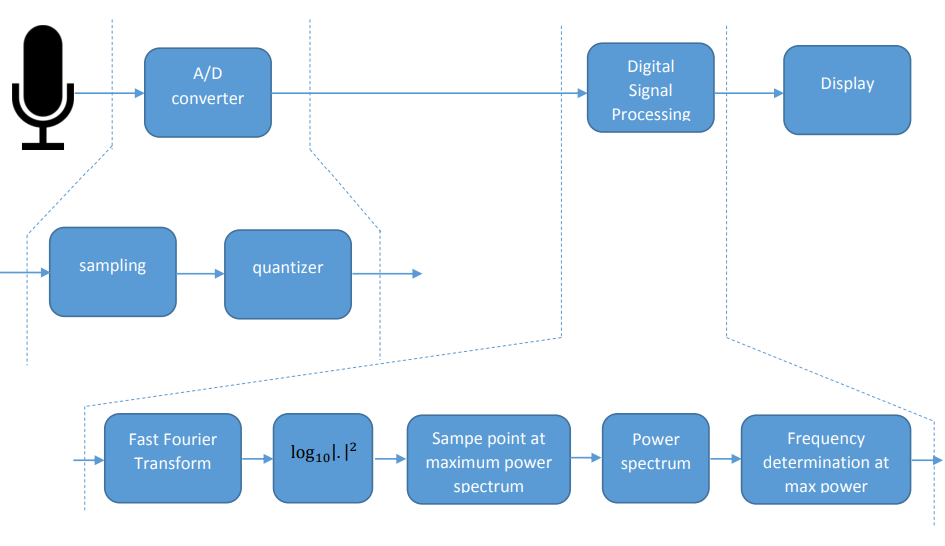 A/D
converter
Digital
Signal
Processing
Display
sampling
quantizer
Fast Fourier
Transform
log₁₀|.|²
Sampe point at
maximum power
spectrum
Power
spectrum
Frequency
determination at
max power